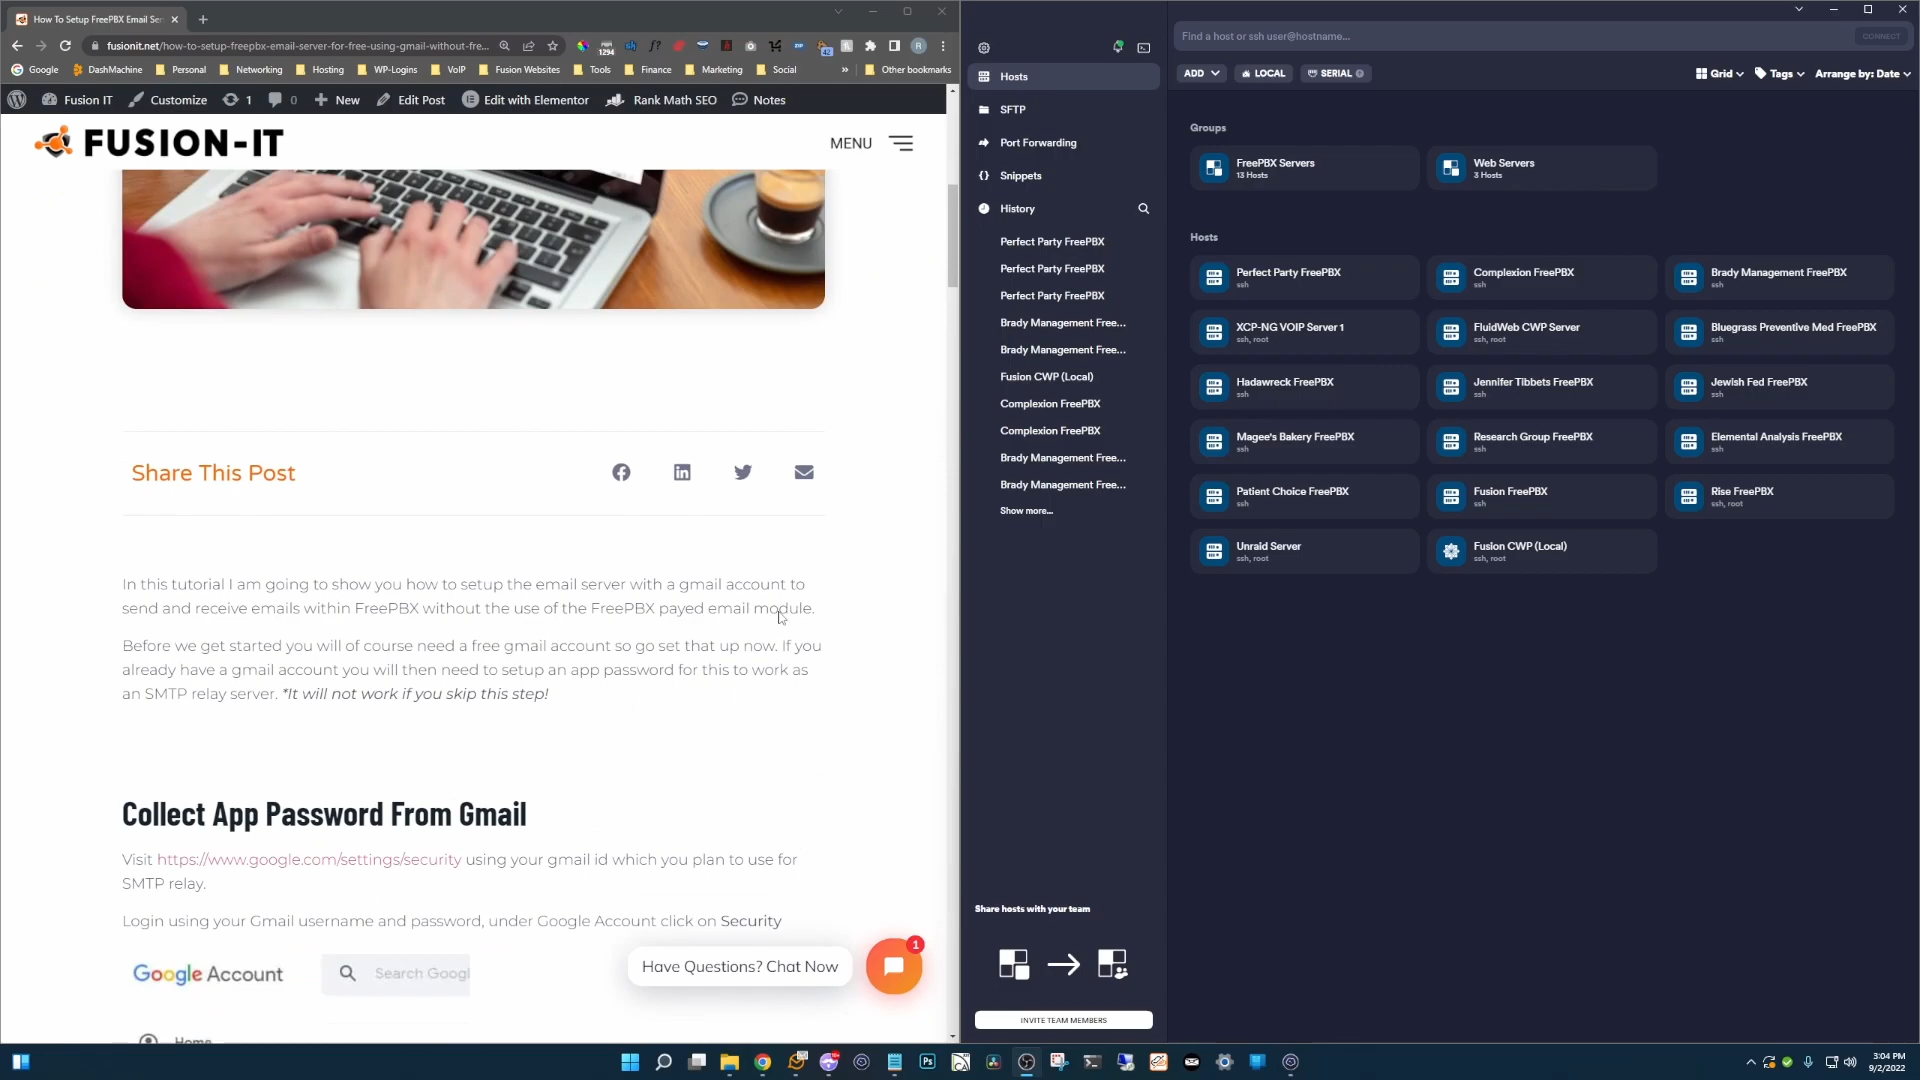 How To Setup FreePBX Email Ser
fusionit.net/how-to-setup-freepbx-email-server-for-free-using-gmail-without-fre...
1294
42
R
Google
DashMachine
Personal
Networking
Hosting
WP-Logins
VoIP
Fusion Websites
Tools
Finance
Marketing
Social
»
Other bookmarks
Fusion IT
Customize
1
0
New
Edit Post
Edit with Elementor
Rank Math SEO
Notes
FUSION-IT
MENU
Share This Post
In this tutorial I am going to show you how to setup the email server with a gmail account to
send and receive emails within FreePBX without the use of the FreePBX payed email module.
Before we get started you will of course need a free gmail account so go set that up now. If you
already have a gmail account you will then need to setup an app password for this to work as
an SMTP relay server. *It will not work if you skip this step!
Collect App Password From Gmail
Visit https://www.google.com/settings/security using your gmail id which you plan to use for
SMTP relay.
Login using your Gmail username and password, under Google Account click on Security
Google Account
Search Googl
Home
Have Questions? Chat Now
1
Hosts
SFTP
Port Forwarding
Snippets
History
Perfect Party FreePBX
Perfect Party FreePBX
Perfect Party FreePBX
Brady Management Free...
Brady Management Free...
Fusion CWP (Local)
Complexion FreePBX
Complexion FreePBX
Brady Management Free...
Brady Management Free...
Show more...
Share hosts with your team
INVITE TEAM MEMBERS
Find a host or ssh user@hostname...
CONNECT
ADD
LOCAL
SERIAL
Grid
Tags
Arrange by: Date
Groups
FreePBX Servers
13 Hosts
Web Servers
3 Hosts
Hosts
Perfect Party FreePBX
ssh
Complexion FreePBX
ssh
Brady Management FreePBX
ssh
XCP-NG VOIP Server 1
ssh, root
FluidWeb CWP Server
ssh, root
Bluegrass Preventive Med FreePBX
ssh
Hadawreck FreePBX
ssh
Jennifer Tibbets FreePBX
ssh
Jewish Fed FreePBX
ssh
Magee's Bakery FreePBX
ssh
Research Group FreePBX
ssh
Elemental Analysis FreePBX
ssh
Patient Choice FreePBX
ssh
Fusion FreePBX
ssh
Rise FreePBX
ssh, root
Unraid Server
ssh, root
Fusion CWP (Local)
ssh, root
Ps
3:04 PM
9/2/2022